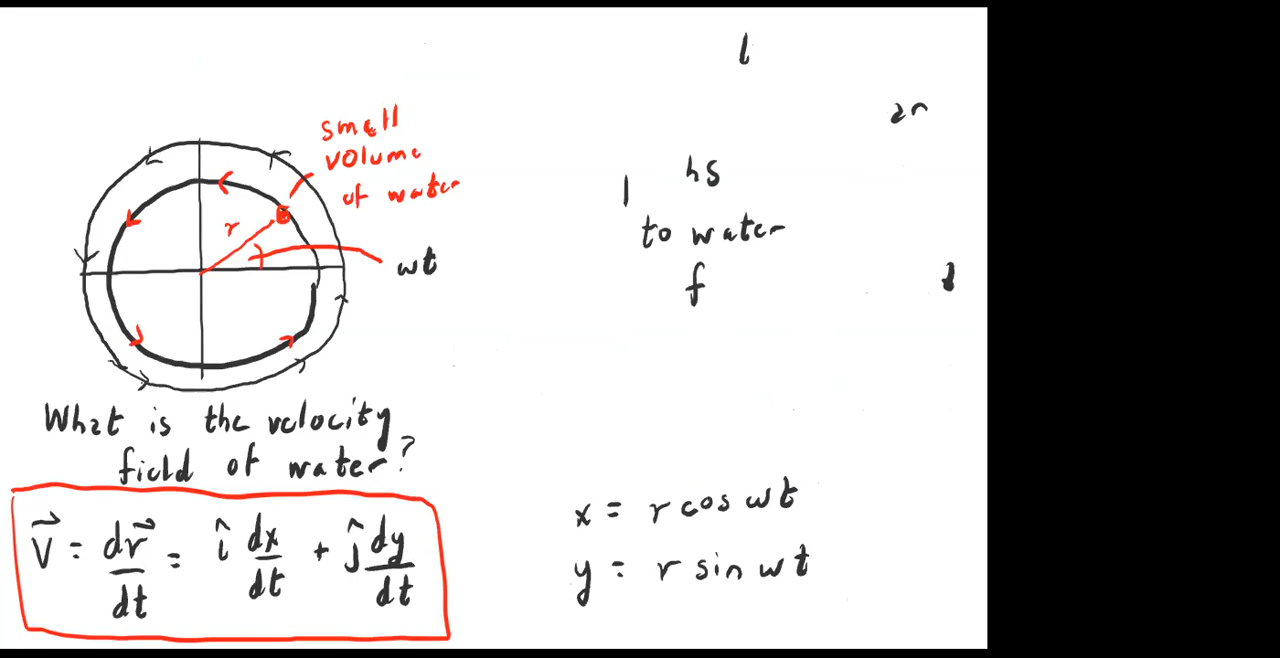 small
volume
of water
r
wt
What is the velocity
field of water?
V⃗ = dr⃗/dt = î dx/dt + ĵ dy/dt
hs
to water
f
x = r cos wt
y = r sin wt